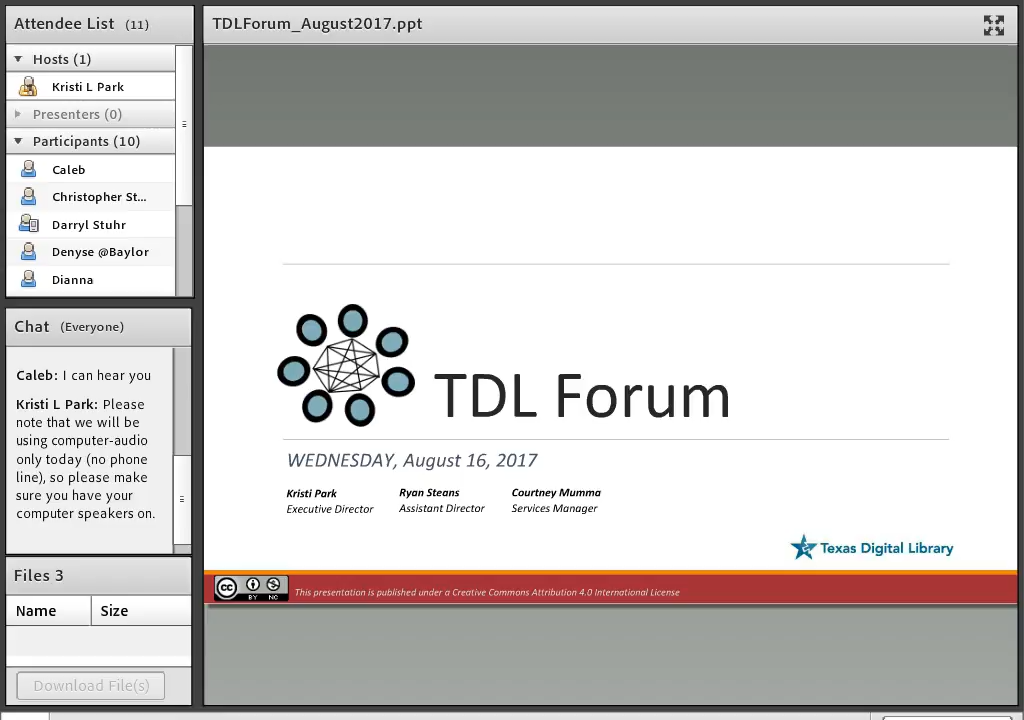 Attendee List (11)
Hosts (1)
Kristi L Park
Presenters (0)
Participants (10)
Caleb
Christopher St...
Darryl Stuhr
Denyse @Baylor
Dianna
Chat (Everyone)
Caleb: I can hear you
Kristi L Park: Please
note that we will be
using computer-audio
only today (no phone
line), so please make
sure you have your
computer speakers on.
Files 3
Name Size
Download File(s)
TDLForum_August2017.ppt
TDL Forum
WEDNESDAY, August 16, 2017
Kristi Park Ryan Steans Courtney Mumma
Executive Director Assistant Director Services Manager
Texas Digital Library
cc BY NC
This presentation is published under a Creative Commons Attribution 4.0 International License